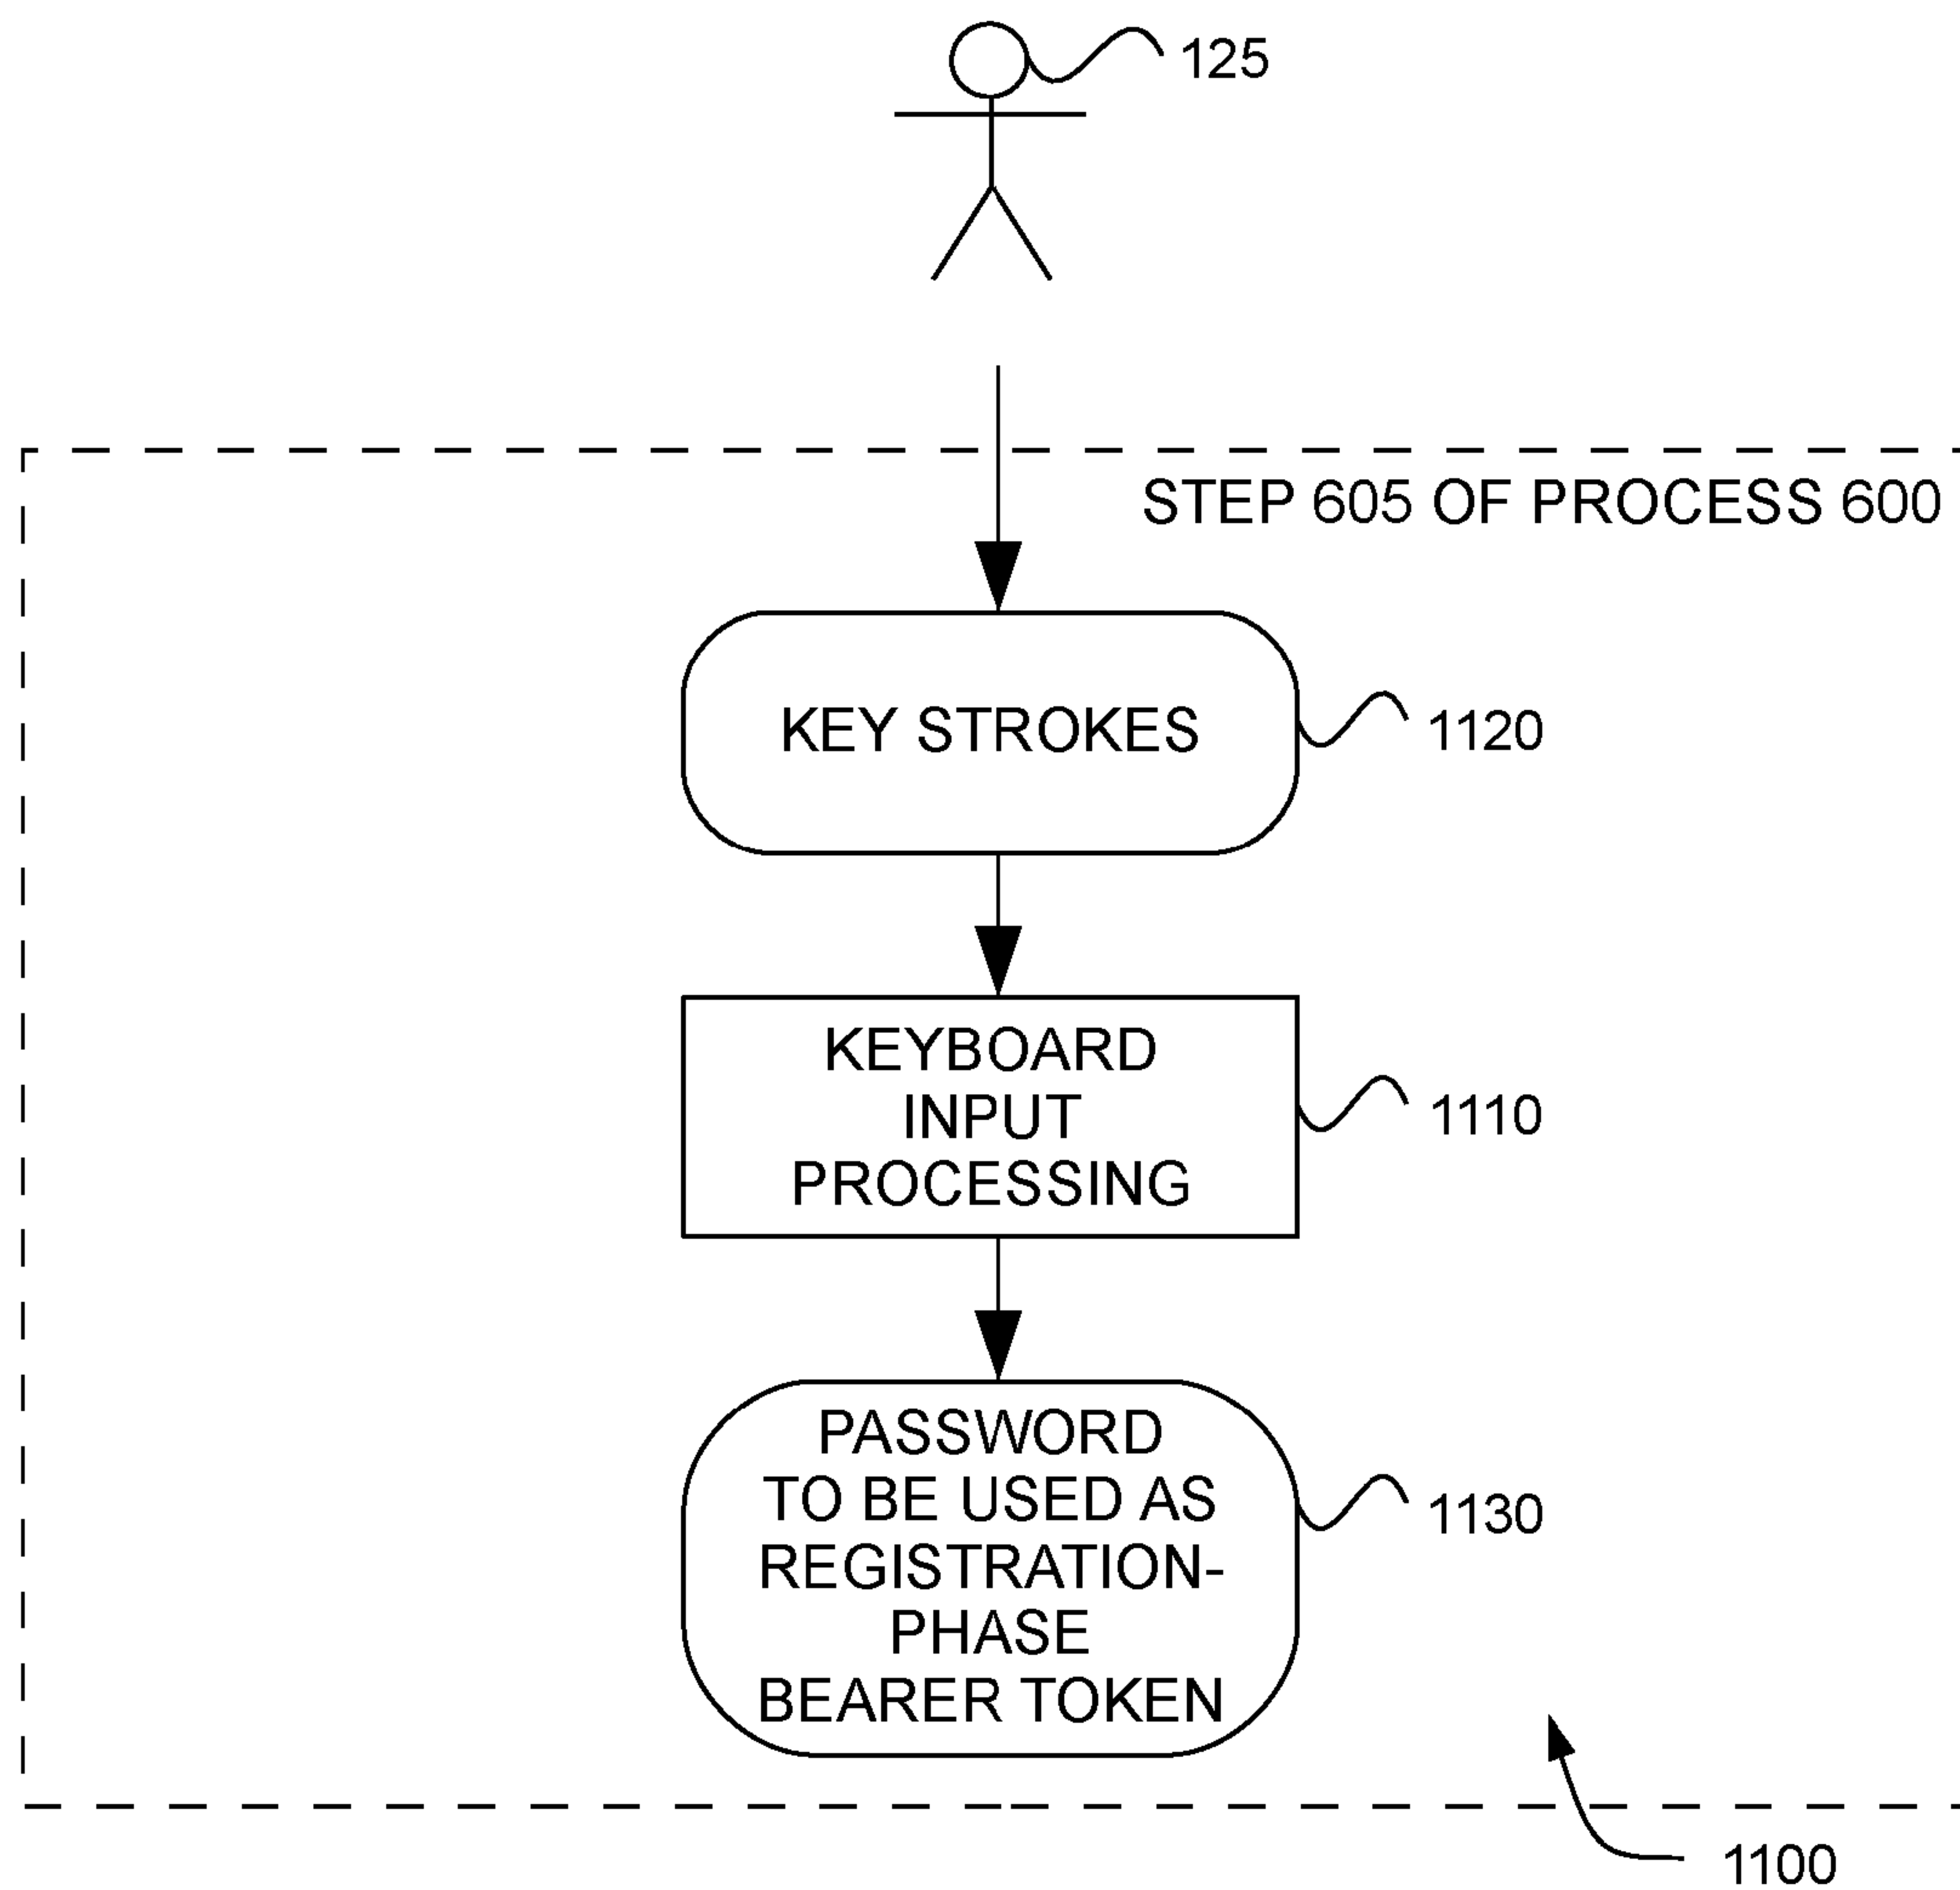 125
STEP 605 OF PROCESS 600
KEY STROKES
1120
KEYBOARD
INPUT
PROCESSING
1110
PASSWORD
TO BE USED AS
REGISTRATION-
PHASE
BEARER TOKEN
1130
1100